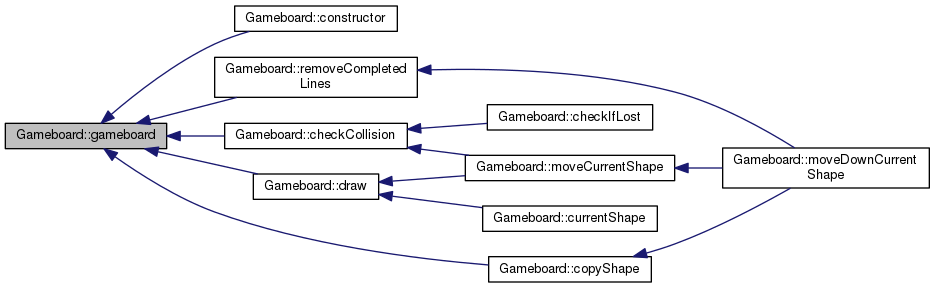 Gameboard::constructor
Gameboard::removeCompleted
Lines
Gameboard::gameboard
Gameboard::checkCollision
Gameboard::draw
Gameboard::checkIfLost
Gameboard::moveCurrentShape
Gameboard::currentShape
Gameboard::copyShape
Gameboard::moveDownCurrent
Shape